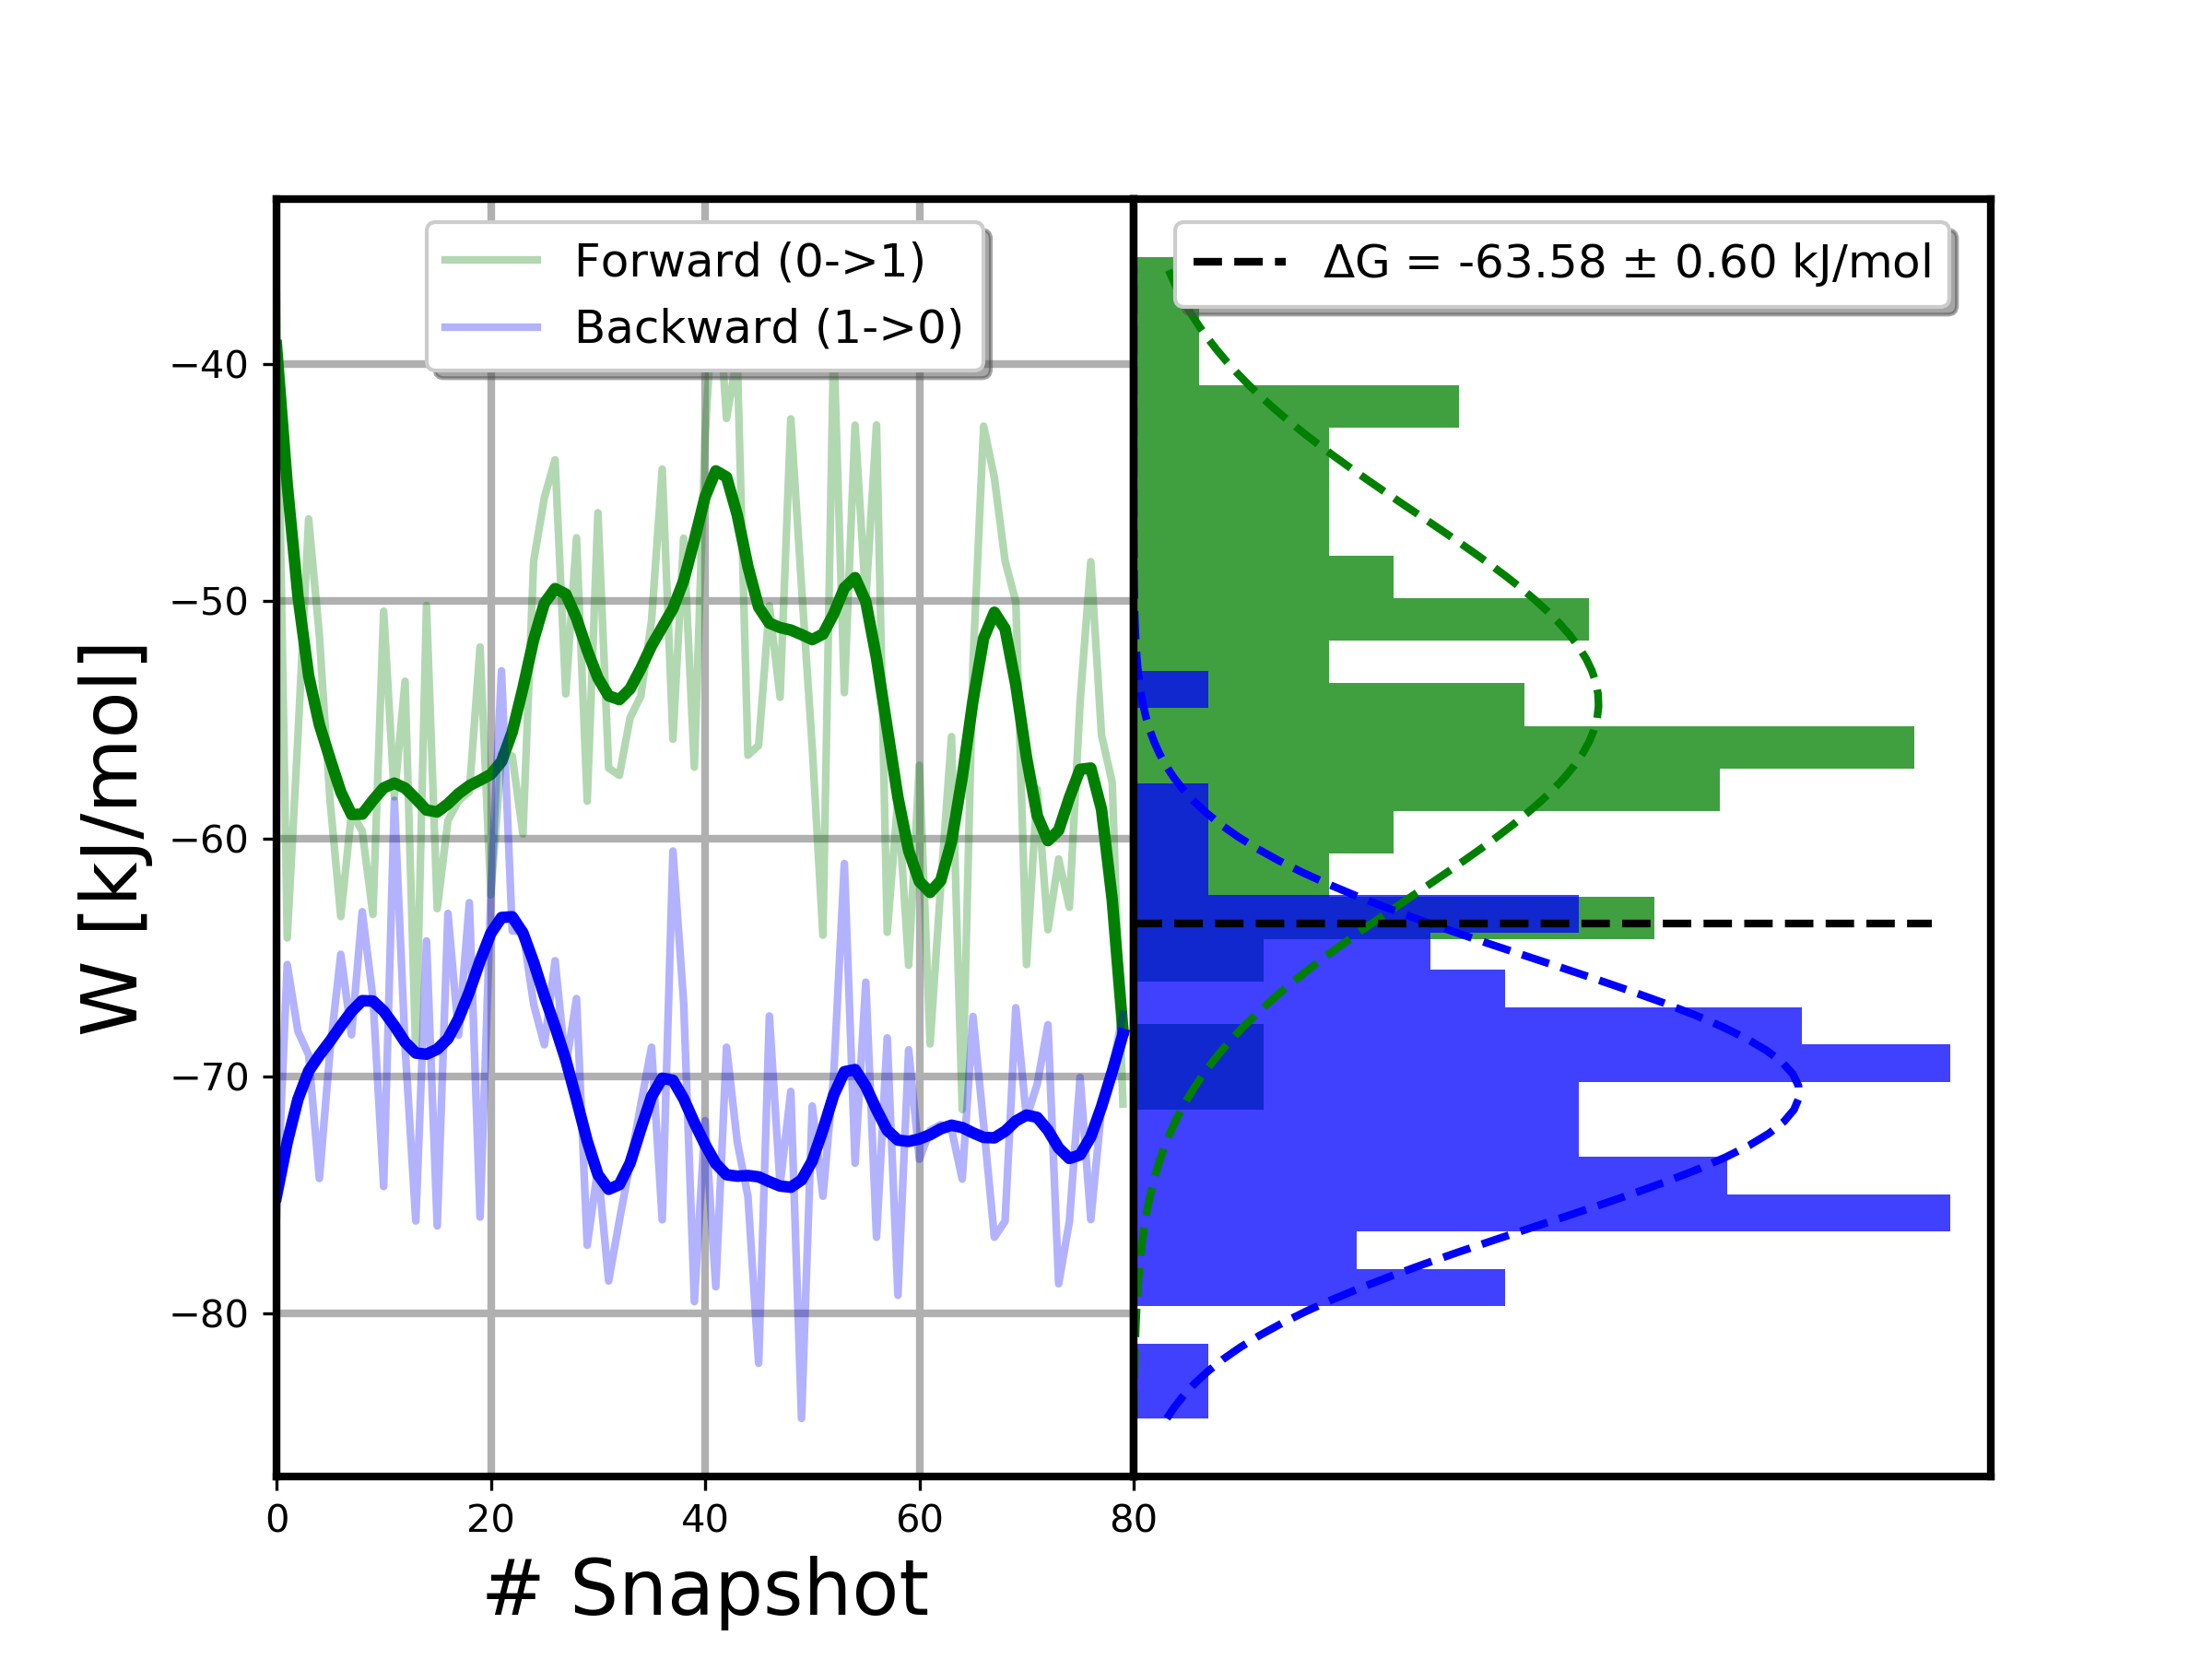 Forward (0->1)
Backward (1->0)
ΔG = -63.58 ± 0.60 kJ/mol
−40
−50
−60
−70
−80
W [kJ/mol]
0 20 40 60 80
# Snapshot